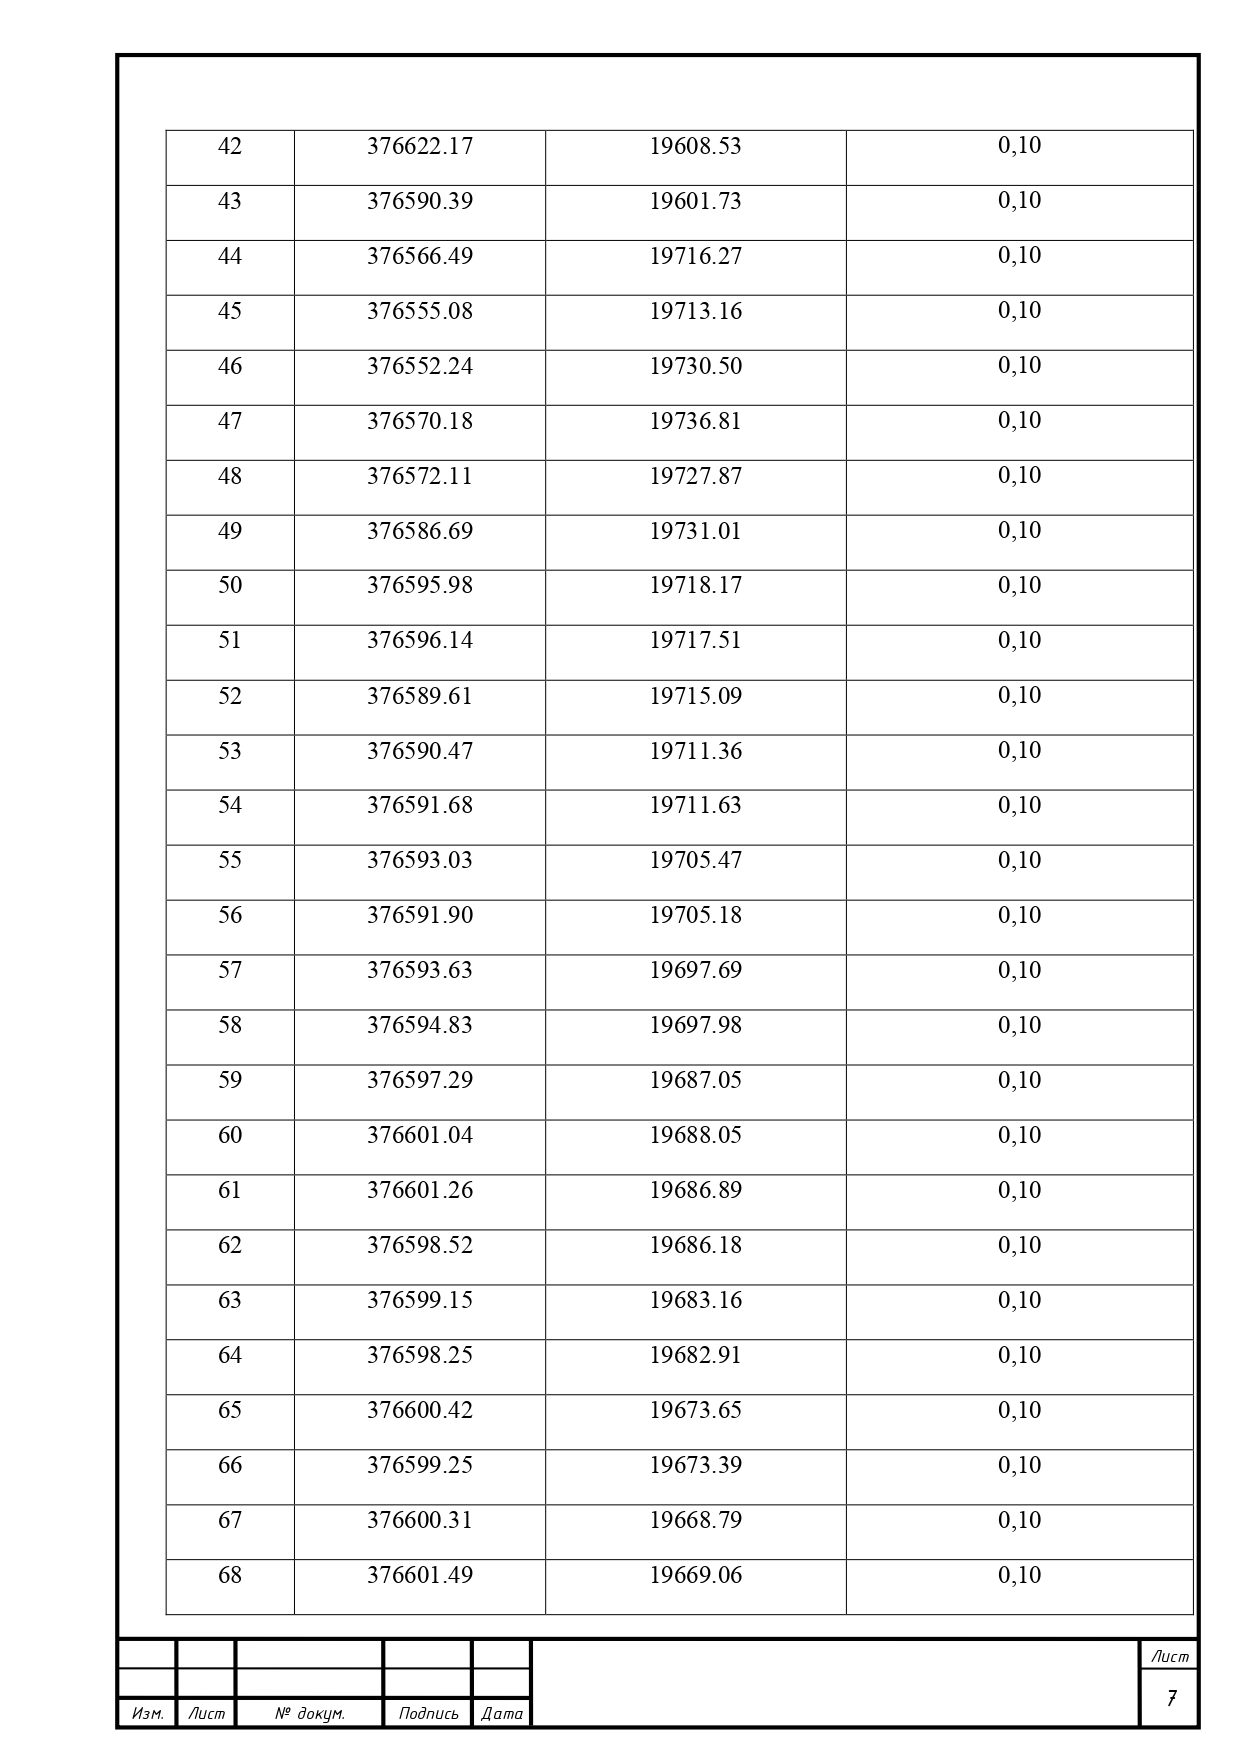 42 376622.17 19608.53 0,10
43 376590.39 19601.73 0,10
44 376566.49 19716.27 0,10
45 376555.08 19713.16 0,10
46 376552.24 19730.50 0,10
47 376570.18 19736.81 0,10
48 376572.11 19727.87 0,10
49 376586.69 19731.01 0,10
50 376595.98 19718.17 0,10
51 376596.14 19717.51 0,10
52 376589.61 19715.09 0,10
53 376590.47 19711.36 0,10
54 376591.68 19711.63 0,10
55 376593.03 19705.47 0,10
56 376591.90 19705.18 0,10
57 376593.63 19697.69 0,10
58 376594.83 19697.98 0,10
59 376597.29 19687.05 0,10
60 376601.04 19688.05 0,10
61 376601.26 19686.89 0,10
62 376598.52 19686.18 0,10
63 376599.15 19683.16 0,10
64 376598.25 19682.91 0,10
65 376600.42 19673.65 0,10
66 376599.25 19673.39 0,10
67 376600.31 19668.79 0,10
68 376601.49 19669.06 0,10
Лист
7
Изм. Лист № докум. Подпись Дата